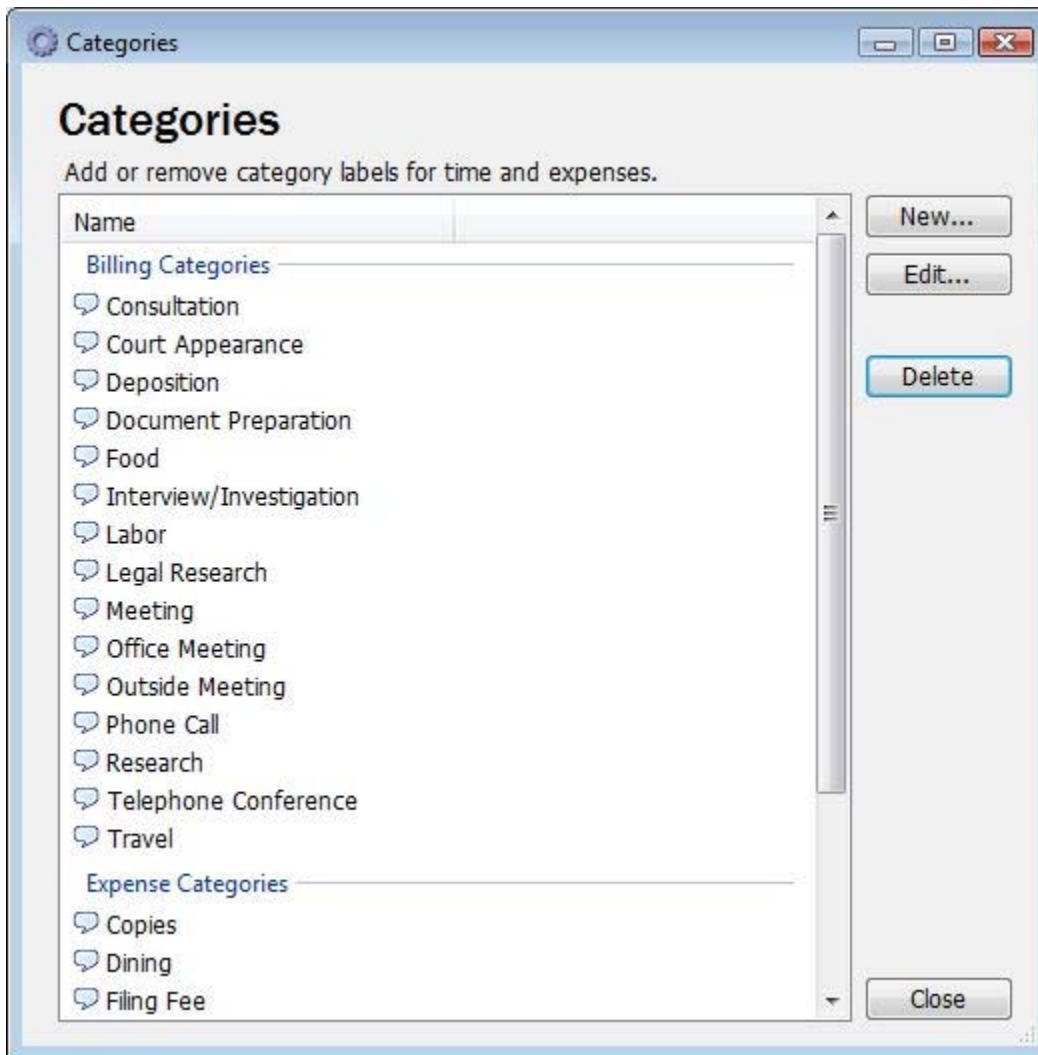 Categories
Categories
Add or remove category labels for time and expenses.
Name
New...
Billing Categories
Edit...
Consultation
Court Appearance
Deposition
Delete
Document Preparation
Food
Interview/Investigation
Labor
Legal Research
Meeting
Office Meeting
Outside Meeting
Phone Call
Research
Telephone Conference
Travel
Expense Categories
Copies
Dining
Filing Fee
Close